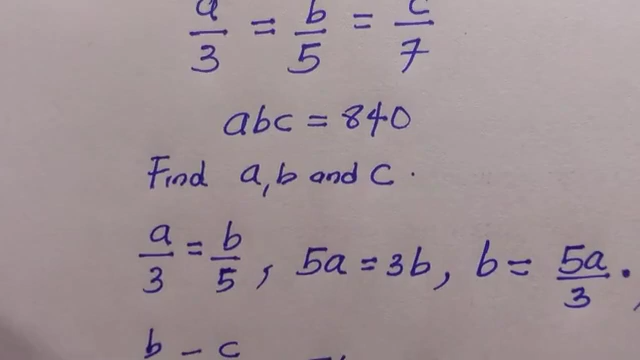 a/3 = b/5 = c/7
abc = 840
Find a, b and c.
a/3 = b/5, 5a = 3b, b = 5a/3.
b - c